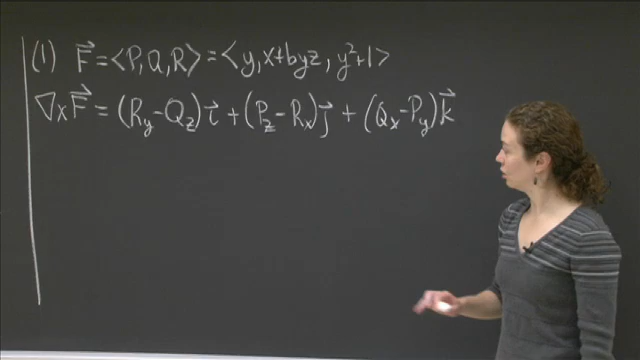 (1) F⃗ = ⟨P, Q, R⟩ = ⟨y, x+byz, y²+1⟩
∇×F⃗ = (R_y − Q_z) i⃗ + (P_z − R_x) j⃗ + (Q_x − P_y) k⃗